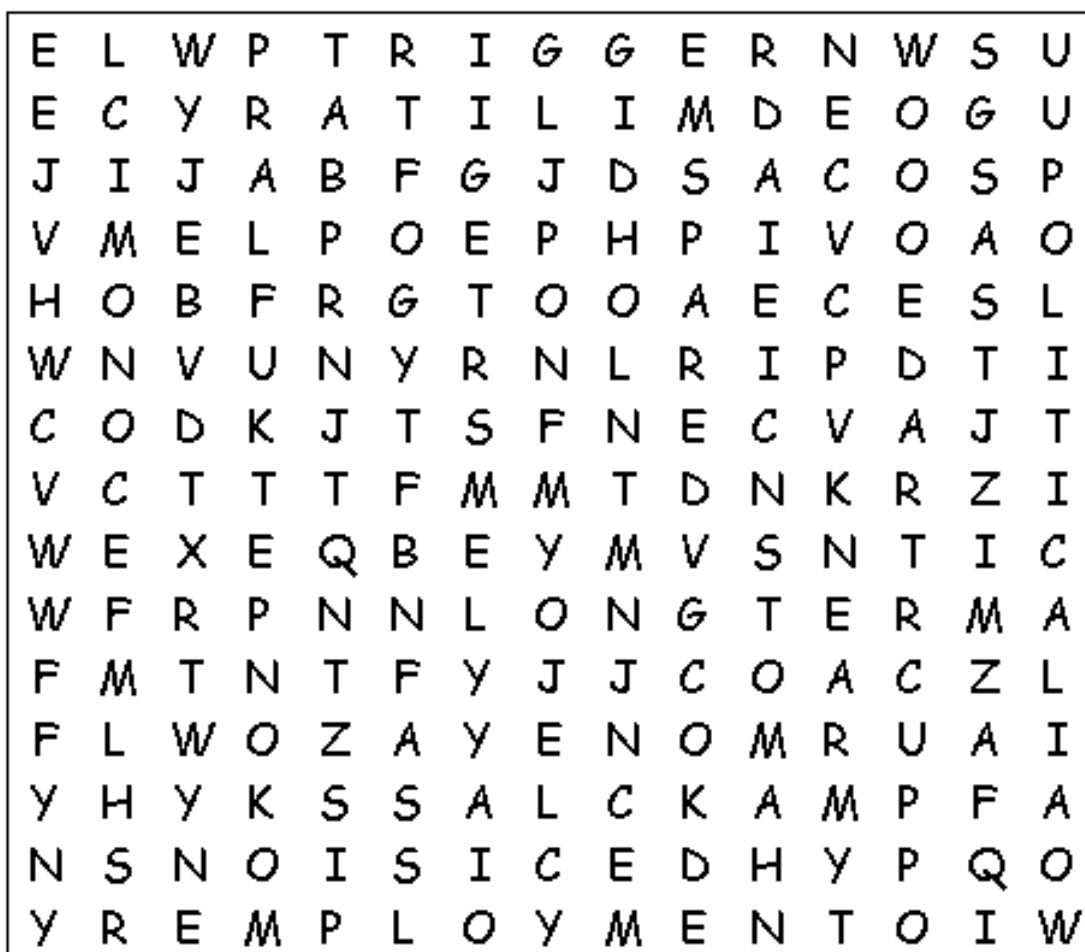 E L W P T R I G G E R N W S U
E C Y R A T I L I M D E O G U
J I J A B F G J D S A C O S P
V M E L P O E P H P I V O A O
H O B F R G T O O A E C E S L
W N V U N Y R N L R I P D T I
C O D K J T S F N E C V A J T
V C T T T F M M T D N K R Z I
W E X E Q B E Y M V S N T I C
W F R P N N L O N G T E R M A
F M T N T F Y J J C O A C Z L
F L W O Z A Y E N O M R U A I
Y H Y K S S A L C K A M P F A
N S N O I S I C E D H Y P Q O
Y R E M P L O Y M E N T O I W